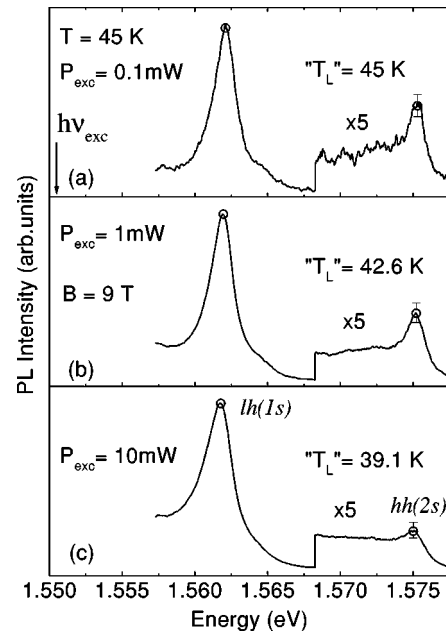 T = 45 K
P_exc = 0.1mW
hν_exc
"T_L"= 45 K
x5
(a)
P_exc = 1mW
B = 9 T
"T_L"= 42.6 K
x5
(b)
lh(1s)
P_exc = 10mW
"T_L"= 39.1 K
x5
hh(2s)
(c)
PL Intensity (arb.units)
1.550 1.555 1.560 1.565 1.570 1.575
Energy (eV)